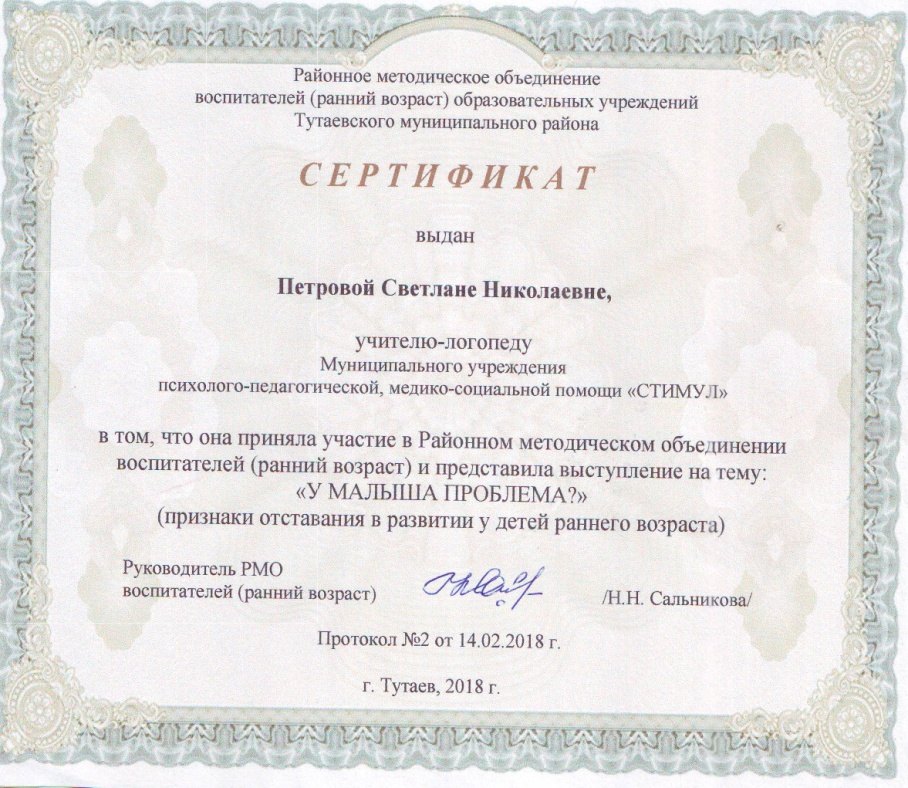 Районное методическое объединение
воспитателей (ранний возраст) образовательных учреждений
Тутаевского муниципального района
СЕРТИФИКАТ
выдан
Петровой Светлане Николаевне,
учителю-логопеду
Муниципального учреждения
психолого-педагогической, медико-социальной помощи «СТИМУЛ»
в том, что она приняла участие в Районном методическом объединении
воспитателей (ранний возраст) и представила выступление на тему:
«У МАЛЫША ПРОБЛЕМА?»
(признаки отставания в развитии у детей раннего возраста)
Руководитель РМО
воспитателей (ранний возраст) /Н.Н. Сальникова/
Протокол №2 от 14.02.2018 г.
г. Тутаев, 2018 г.